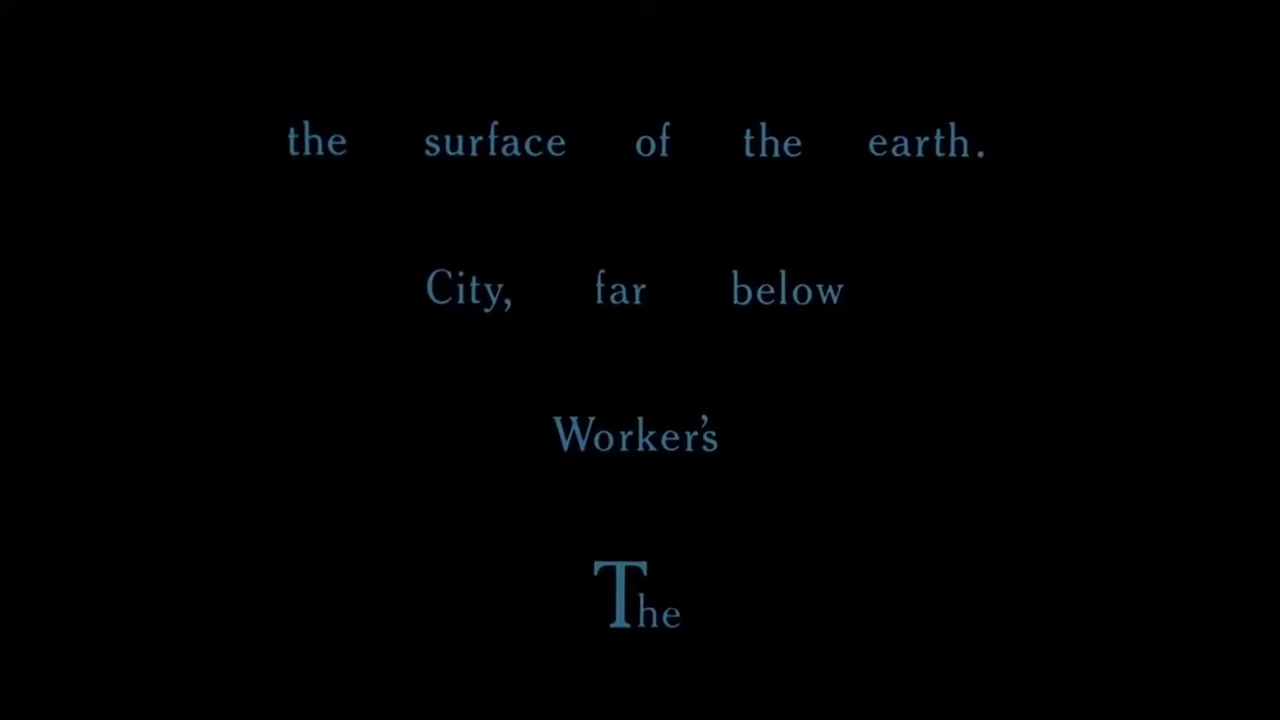 the surface of the earth.
City, far below
Worker's
The